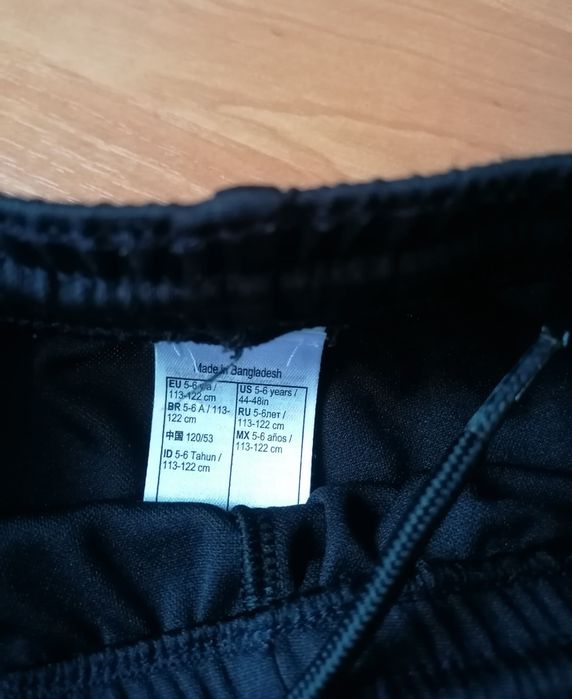 Made in Bangladesh
EU 5-6 y/a /
113-122 cm
BR 5-6 A / 113-
122 cm
中国 120/53
ID 5-6 Tahun /
113-122 cm
US 5-6 years /
44-48in
RU 5-6лет /
113-122 cm
MX 5-6 años /
113-122 cm